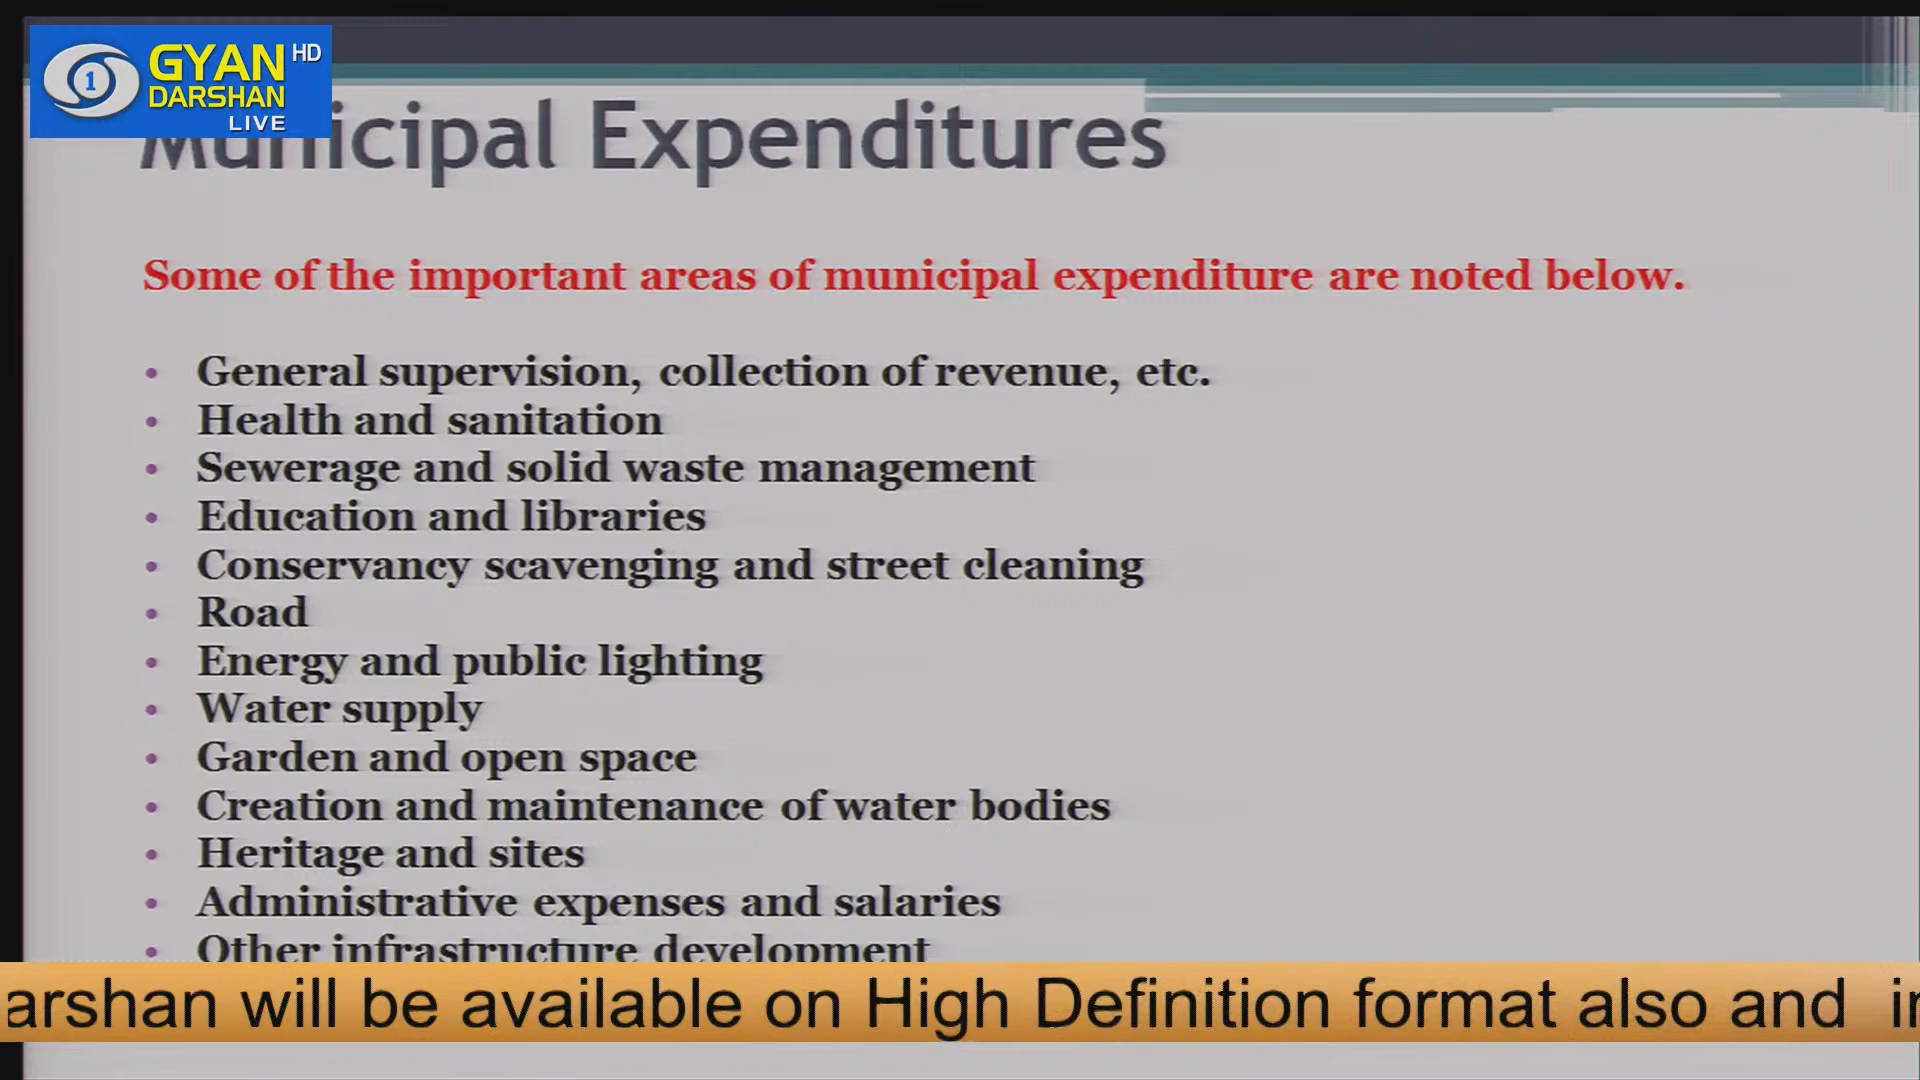 1
GYAN HD
DARSHAN
LIVE
Municipal Expenditures
Some of the important areas of municipal expenditure are noted below.
• General supervision, collection of revenue, etc.
• Health and sanitation
• Sewerage and solid waste management
• Education and libraries
• Conservancy scavenging and street cleaning
• Road
• Energy and public lighting
• Water supply
• Garden and open space
• Creation and maintenance of water bodies
• Heritage and sites
• Administrative expenses and salaries
• Other infrastructure development
arshan will be available on High Definition format also and